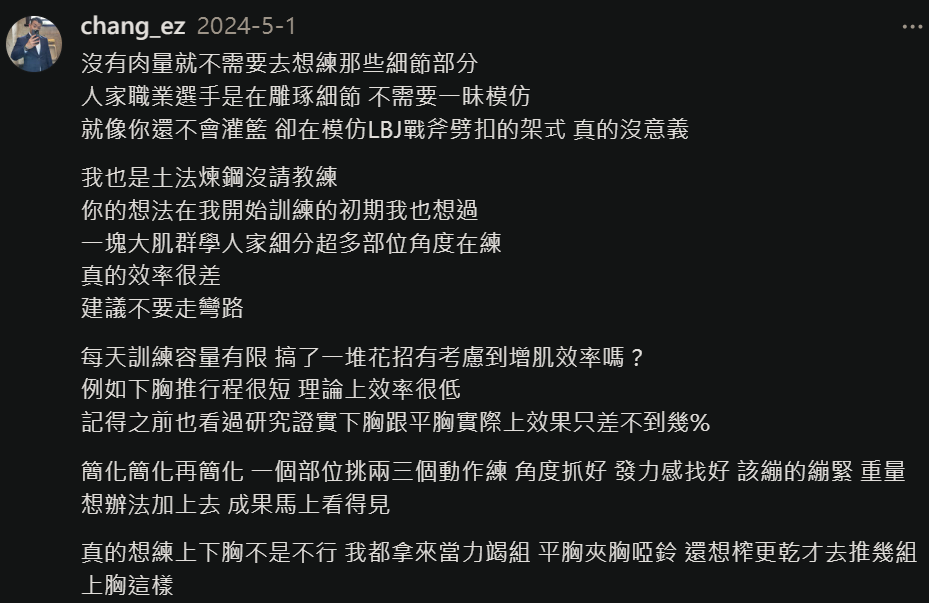 chang_ez 2024-5-1
沒有肉量就不需要去想練那些細節部分
人家職業選手是在雕琢細節 不需要一昧模仿
就像你還不會灌籃 卻在模仿LBJ戰斧劈扣的架式 真的沒意義
我也是土法煉鋼沒請教練
你的想法在我開始訓練的初期我也想過
一塊大肌群學人家細分超多部位角度在練
真的效率很差
建議不要走彎路
每天訓練容量有限 搞了一堆花招有考慮到增肌效率嗎？
例如下胸推行程很短 理論上效率很低
記得之前也看過研究證實下胸跟平胸實際上效果只差不到幾%
簡化簡化再簡化 一個部位挑兩三個動作練 角度抓好 發力感找好 該繃的繃緊 重量
想辦法加上去 成果馬上看得見
真的想練上下胸不是不行 我都拿來當力竭組 平胸夾胸啞鈴 還想榨更乾才去推幾組
上胸這樣